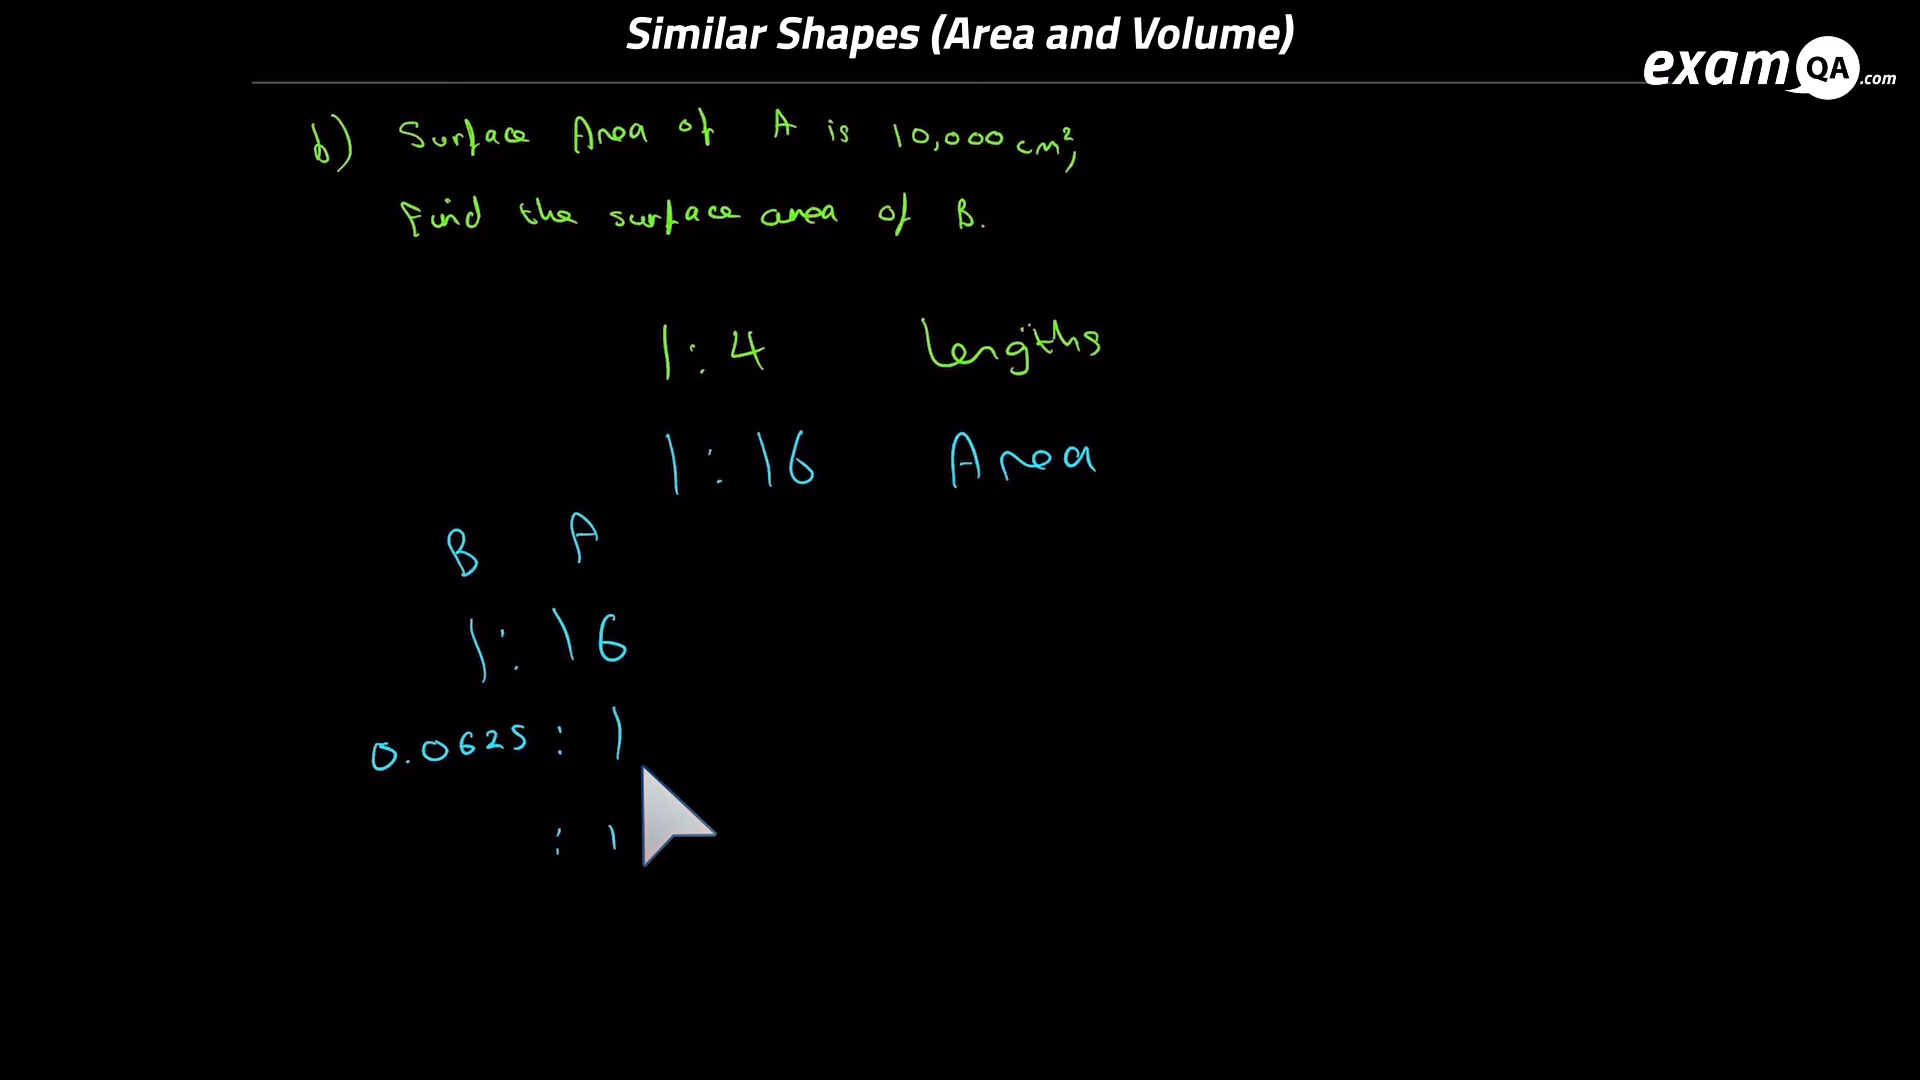 Similar Shapes (Area and Volume)
examQA.com
b) Surface Area of A is 10,000 cm²,
Find the surface area of B.
1 : 4 Lengths
1 : 16 Area
B A
1 : 16
0.0625 : 1
: 1